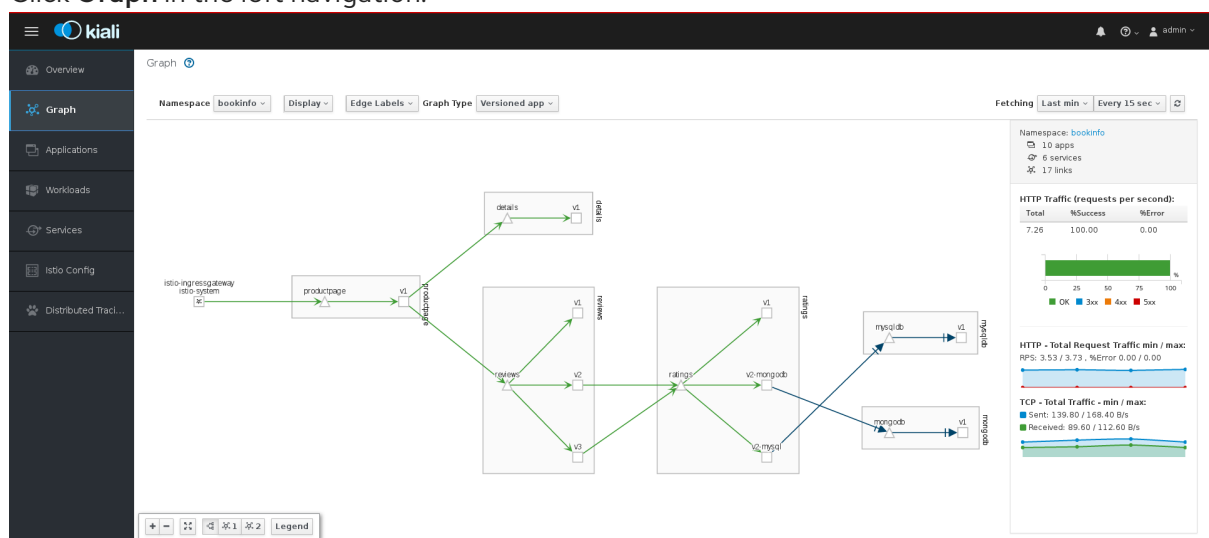 Click Graph in the left navigation.
kiali
admin
Overview
Graph
Applications
Workloads
Services
Istio Config
Distributed Traci...
Graph
Namespace bookinfo Display Edge Labels Graph Type Versioned app
Fetching Last min Every 15 sec
istio-ingressgateway
istio-system
productpage
v1
productpage
details
v1
details
reviews
v1
v2
v3
reviews
ratings
v1
v2-mongodb
v2-mysql
ratings
mysqldb
v1
mysqldb
mongodb
v1
mongodb
Namespace: bookinfo
10 apps
6 services
17 links
HTTP Traffic (requests per second):
Total %Success %Error
7.26 100.00 0.00
0 25 50 75 100
%
OK 3xx 4xx 5xx
HTTP - Total Request Traffic min / max:
RPS: 3.53 / 3.73 , %Error 0.00 / 0.00
TCP - Total Traffic - min / max:
Sent: 139.80 / 168.40 B/s
Received: 89.60 / 112.60 B/s
1 2 Legend